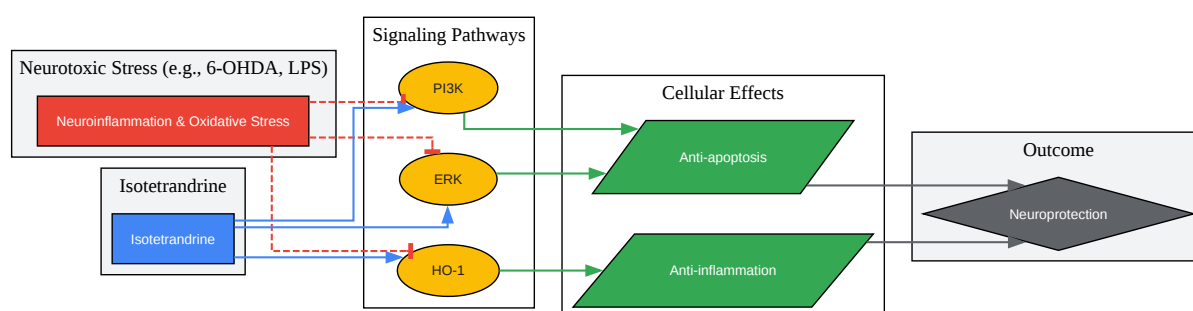 Neurotoxic Stress (e.g., 6-OHDA, LPS)
Neuroinflammation & Oxidative Stress
Isotetrandrine
Isotetrandrine
Signaling Pathways
PI3K
ERK
HO-1
Cellular Effects
Anti-apoptosis
Anti-inflammation
Outcome
Neuroprotection